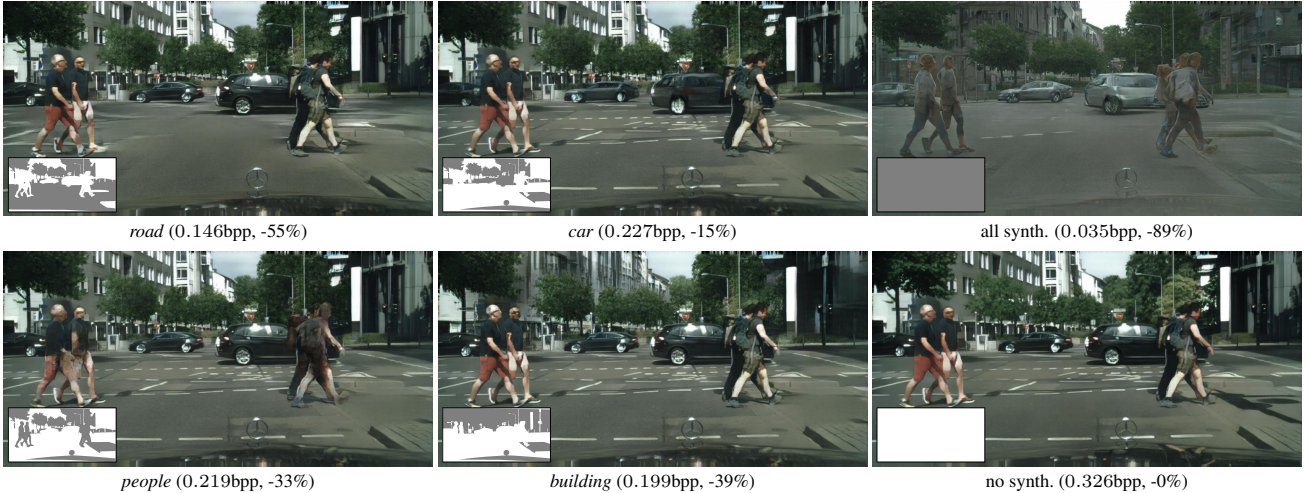 road (0.146bpp, -55%)
car (0.227bpp, -15%)
all synth. (0.035bpp, -89%)
people (0.219bpp, -33%)
building (0.199bpp, -39%)
no synth. (0.326bpp, -0%)